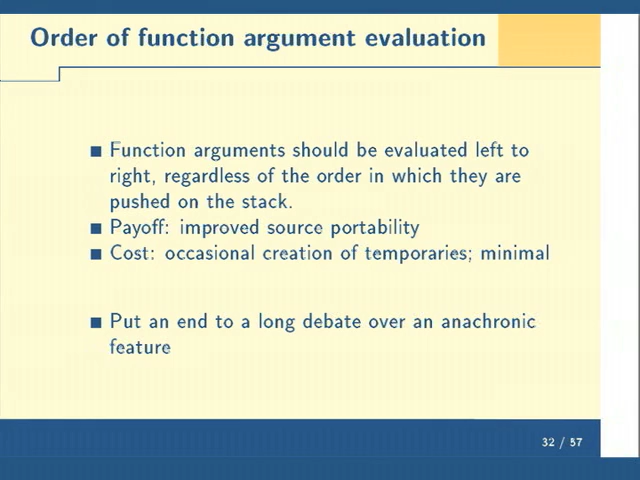 Order of function argument evaluation
Function arguments should be evaluated left to
right, regardless of the order in which they are
pushed on the stack.
Payoff: improved source portability
Cost: occasional creation of temporaries; minimal
Put an end to a long debate over an anachronic
feature
32 / 57